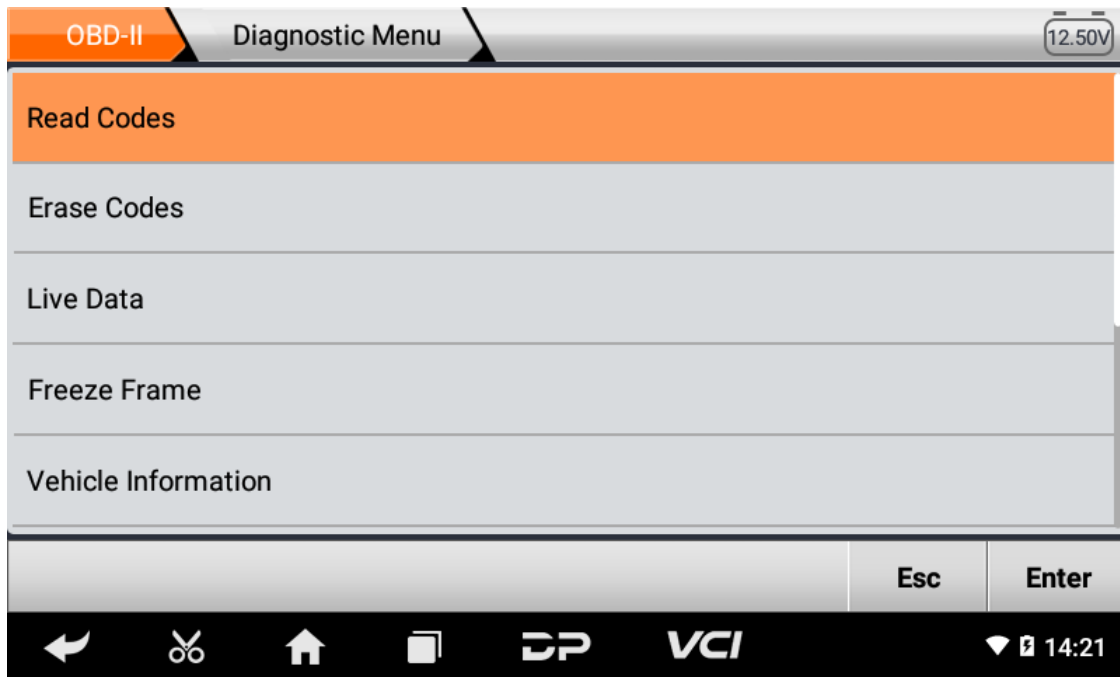 OBD-II Diagnostic Menu 12.50V
Read Codes
Erase Codes
Live Data
Freeze Frame
Vehicle Information
Esc Enter
DP VCI 14:21